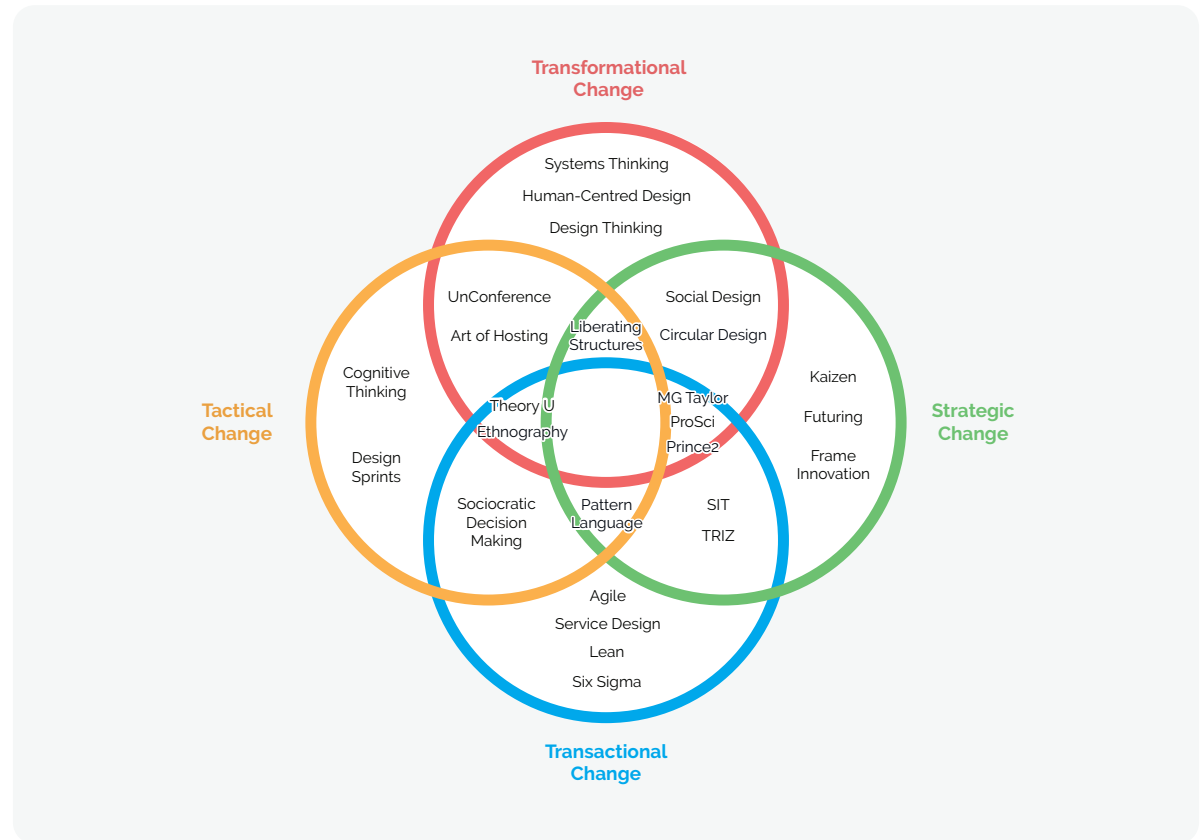 Transformational
Change
Systems Thinking
Human-Centred Design
Design Thinking
UnConference
Art of Hosting
Liberating
Structures
Social Design
Circular Design
Cognitive
Thinking
Design
Sprints
Tactical
Change
Theory U
Ethnography
MG Taylor
ProSci
Prince2
Kaizen
Futuring
Frame
Innovation
Strategic
Change
Sociocratic
Decision
Making
Pattern
Language
SIT
TRIZ
Agile
Service Design
Lean
Six Sigma
Transactional
Change